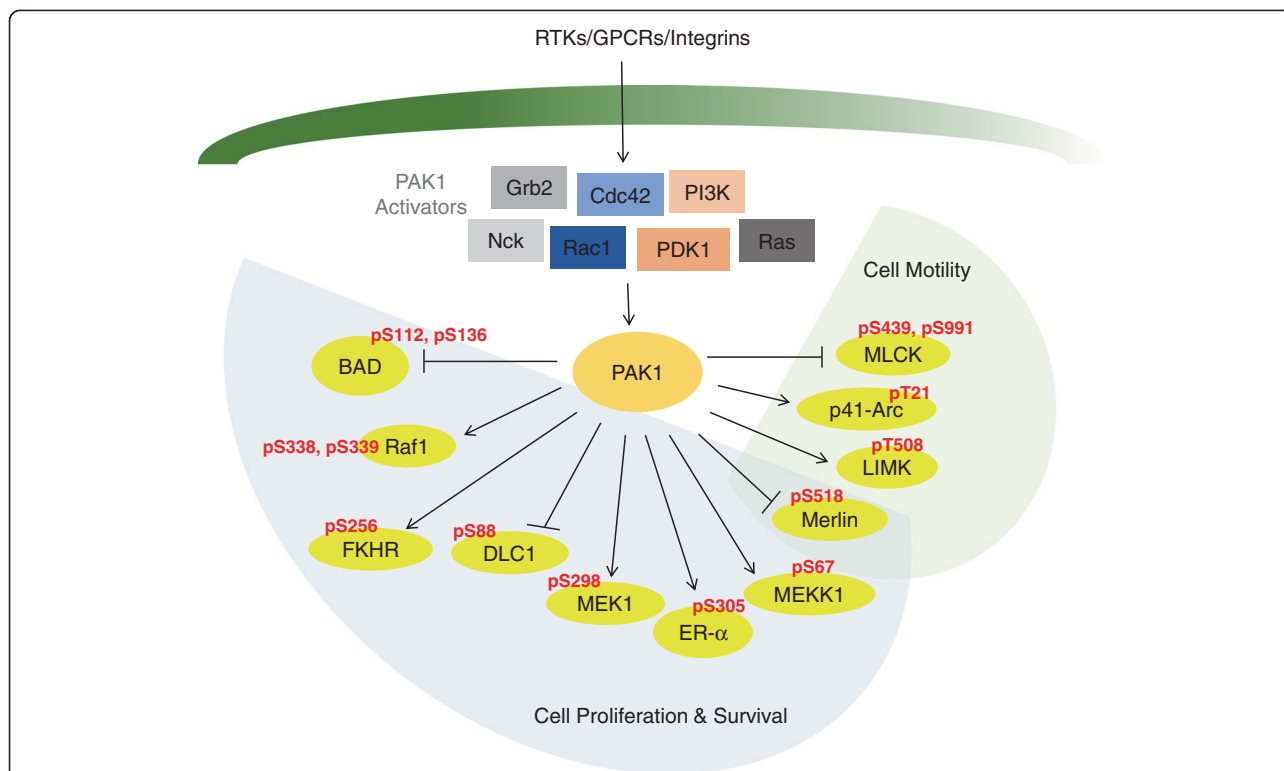 RTKs/GPCRs/Integrins
PAK1
Activators
Grb2
Cdc42
PI3K
Nck
Rac1
PDK1
Ras
Cell Motility
pS112, pS136
BAD
PAK1
pS439, pS991
MLCK
pT21
p41-Arc
pS338, pS339
Raf1
pT508
LIMK
pS518
Merlin
pS256
FKHR
pS88
DLC1
pS298
MEK1
pS305
ER-α
pS67
MEKK1
Cell Proliferation & Survival